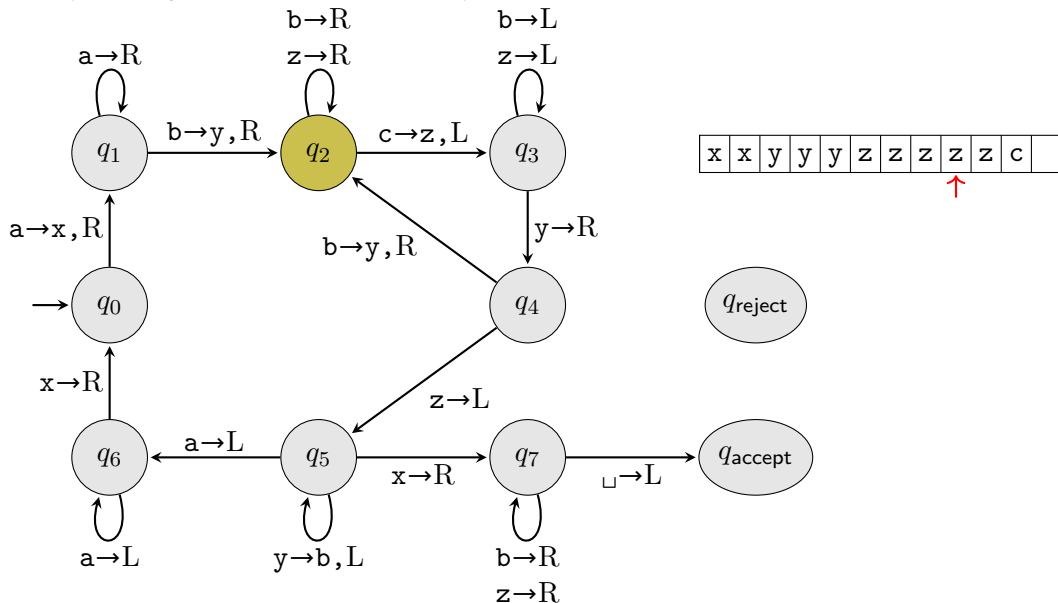 b→R
b→L
a→R
z→R
z→L
q1
b→y,R
q2
c→z,L
q3
x x y y y z z z z z c
a→x,R
b→y,R
y→R
q0
q4
qreject
x→R
z→L
q6
a→L
q5
x→R
q7
␣→L
qaccept
a→L
y→b,L
b→R
z→R